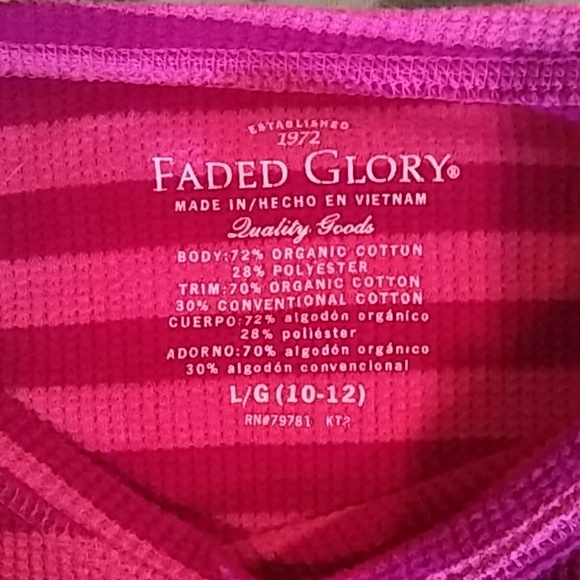 ESTABLISHED
1972
FADED GLORY®
MADE IN/HECHO EN VIETNAM
Quality Goods
BODY:72% ORGANIC COTTON
28% POLYESTER
TRIM:70% ORGANIC COTTON
30% CONVENTIONAL COTTON
CUERPO:72% algodón orgánico
28% poliéster
ADORNO:70% algodón orgánico
30% algodón convencional
L/G (10-12)
RN#79781